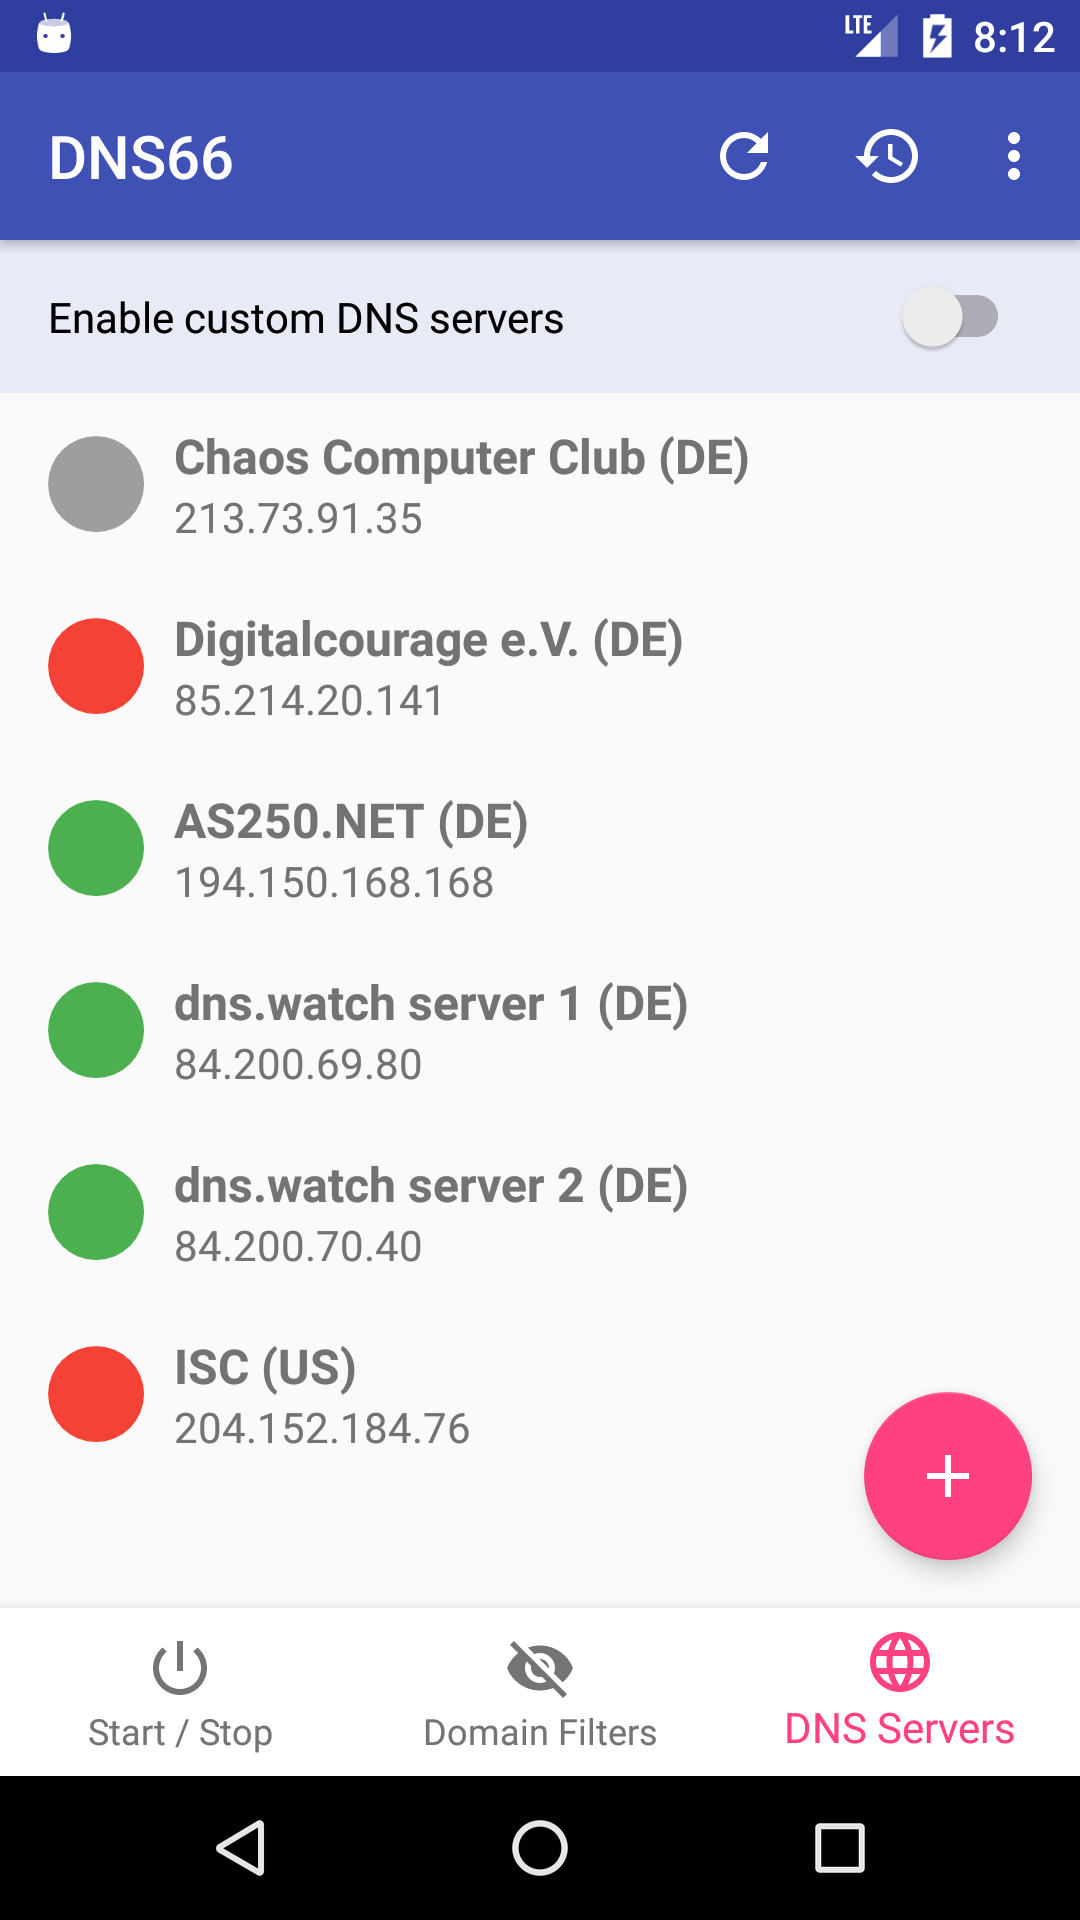 LTE 8:12
DNS66
Enable custom DNS servers
Chaos Computer Club (DE)
213.73.91.35
Digitalcourage e.V. (DE)
85.214.20.141
AS250.NET (DE)
194.150.168.168
dns.watch server 1 (DE)
84.200.69.80
dns.watch server 2 (DE)
84.200.70.40
ISC (US)
204.152.184.76
Start / Stop
Domain Filters
DNS Servers